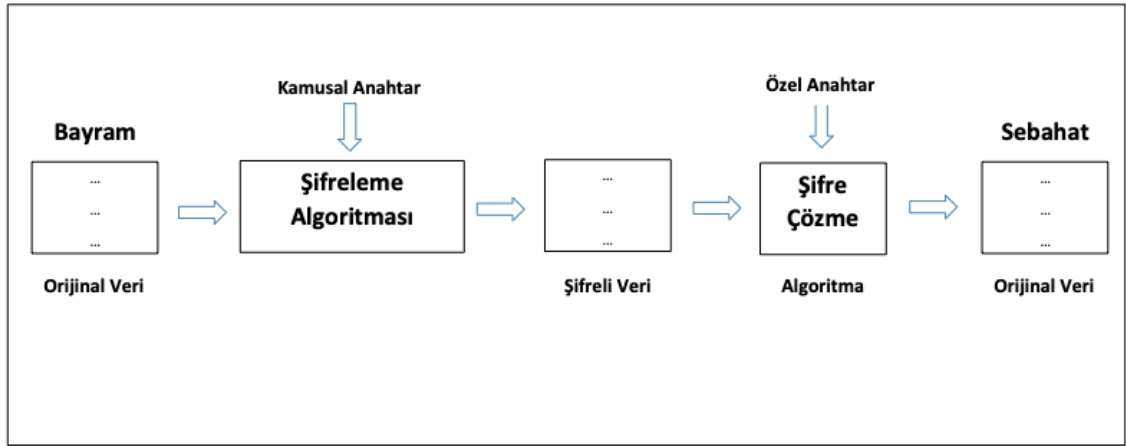 Kamusal Anahtar
Özel Anahtar
Bayram
Sebahat
...
...
...
Şifreleme
Algoritması
...
...
...
Şifre
Çözme
...
...
...
Orijinal Veri
Şifreli Veri
Algoritma
Orijinal Veri